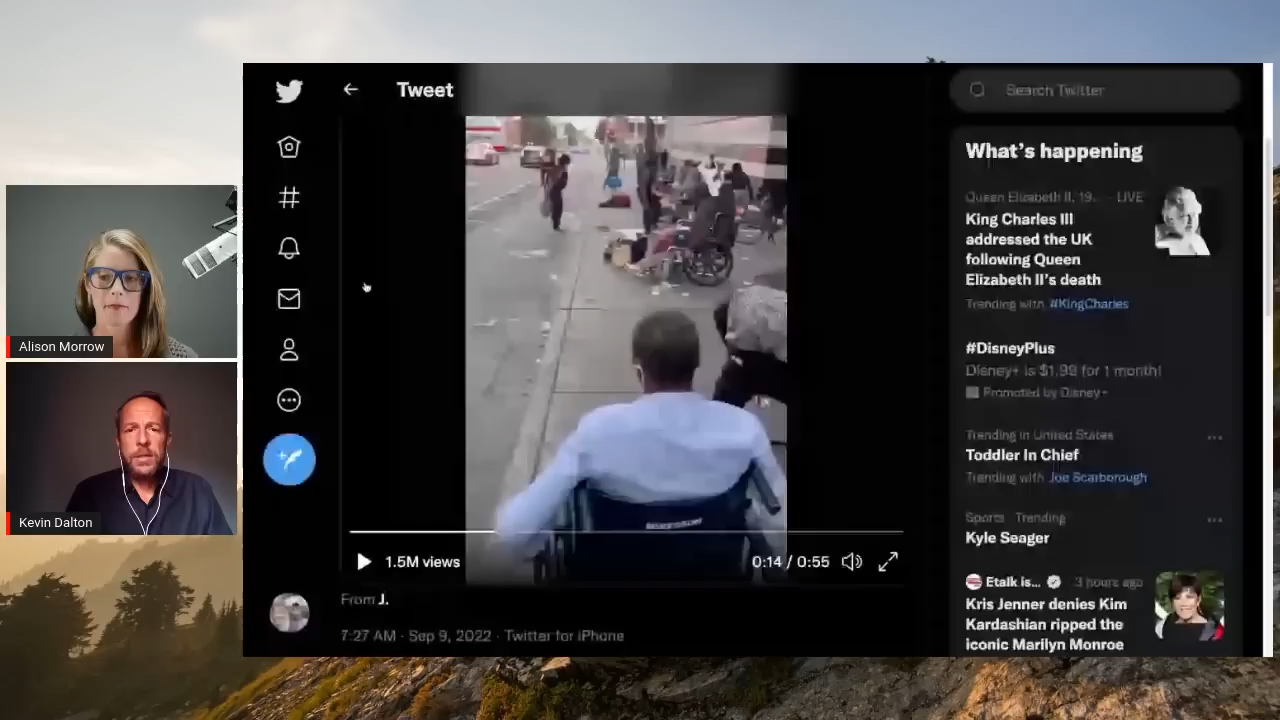 Alison Morrow
Kevin Dalton
Tweet
1.5M views
0:14 / 0:55
From J.
7:27 AM · Sep 9, 2022 · Twitter for iPhone
Search Twitter
What's happening
Queen Elizabeth II, 19... · LIVE
King Charles III
addressed the UK
following Queen
Elizabeth II's death
Trending with #KingCharles
#DisneyPlus
Disney+ is $1.99 for 1 month!
Promoted by Disney+
Trending in United States
Toddler In Chief
Trending with Joe Scarborough
Sports · Trending
Kyle Seager
Etalk is... 3 hours ago
Kris Jenner denies Kim
Kardashian ripped the
iconic Marilyn Monroe